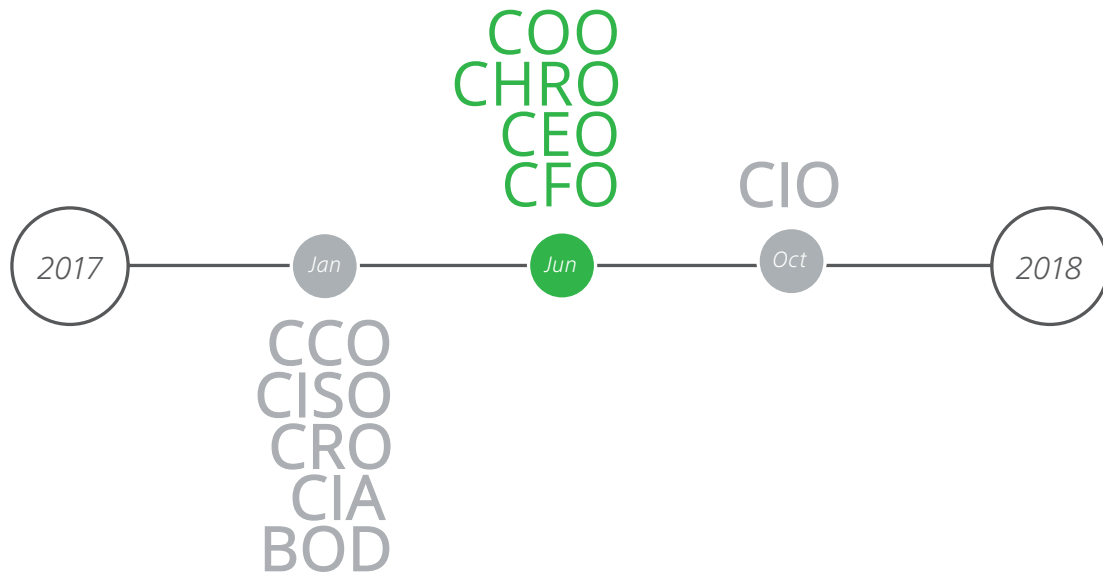 COO
CHRO
CEO
CFO
CIO
2017
Jan
Jun
Oct
2018
CCO
CISO
CRO
CIA
BOD